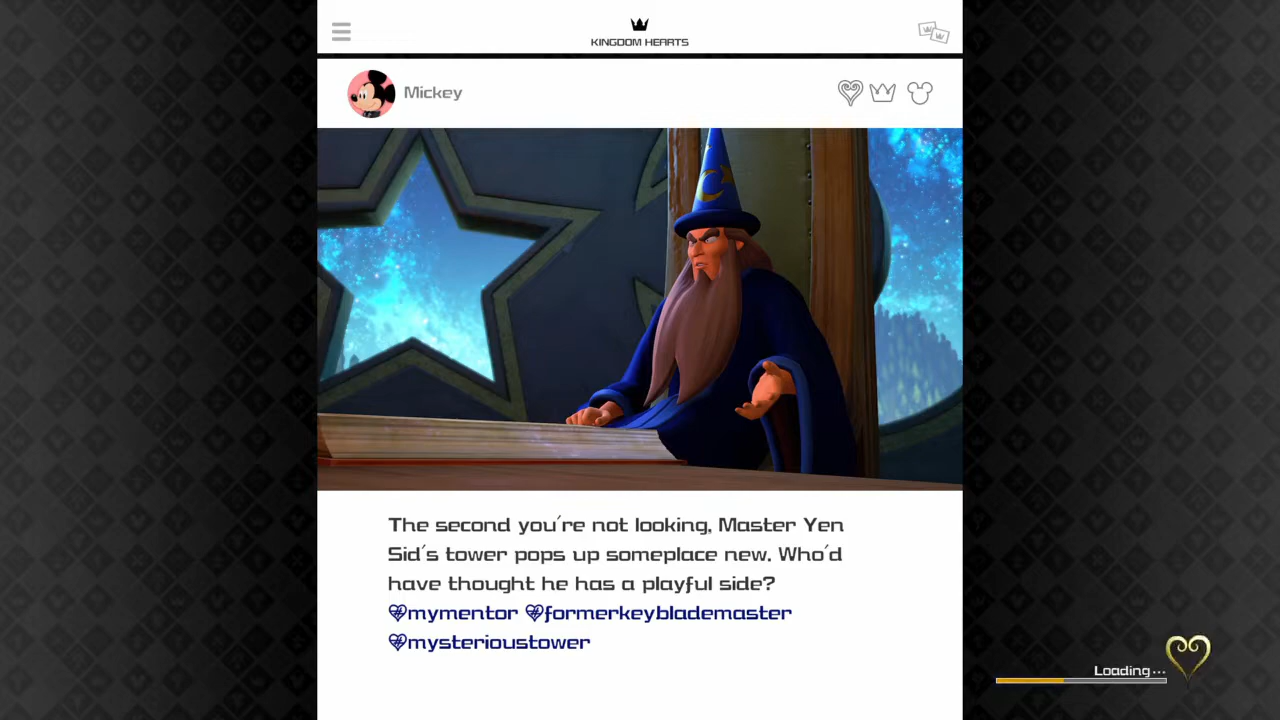 KINGDOM HEARTS
Mickey
The second you're not looking, Master Yen
Sid's tower pops up someplace new. Who'd
have thought he has a playful side?
#mymentor #formerkeyblademaster
#mysterioustower
Loading...